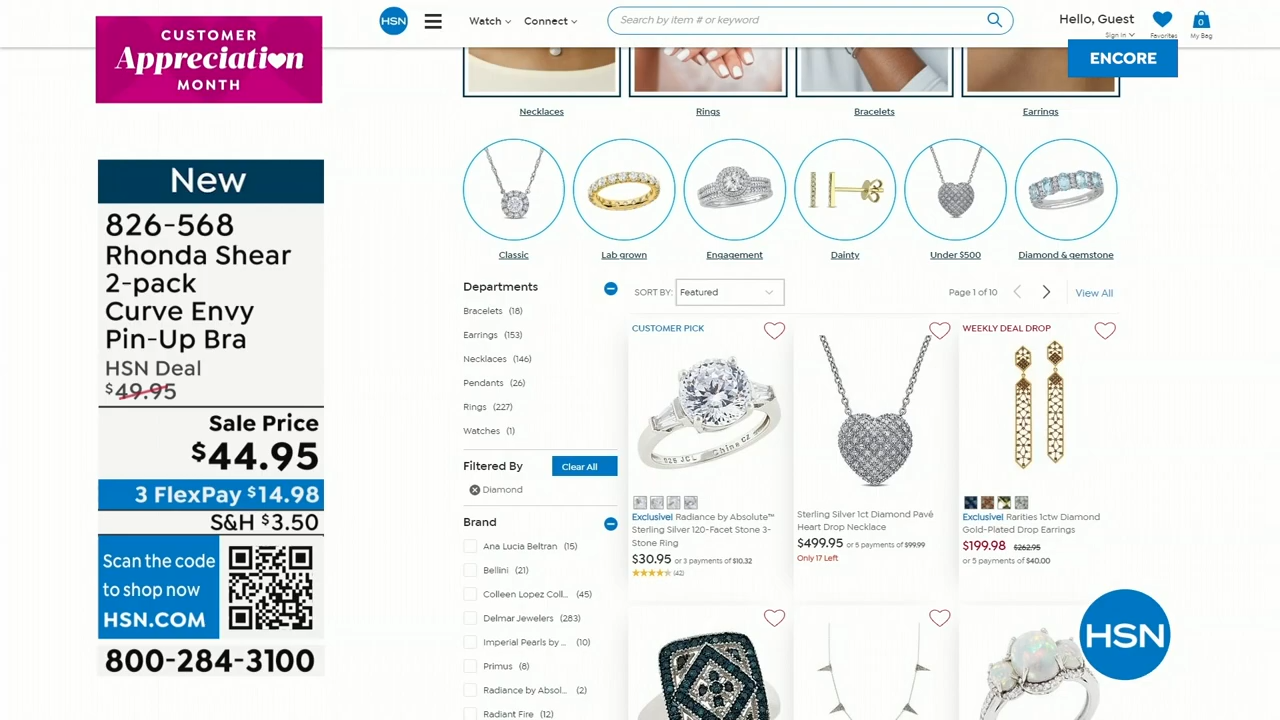 CUSTOMER
Appreciation
MONTH
New
826-568
Rhonda Shear
2-pack
Curve Envy
Pin-Up Bra
HSN Deal
$49.95
Sale Price
$44.95
3 FlexPay $14.98
S&H $3.50
Scan the code
to shop now
HSN.COM
800-284-3100
HSN
Watch
Connect
Search by item # or keyword
Hello, Guest
Sign In
Favorites
0
My Bag
ENCORE
Necklaces
Rings
Bracelets
Earrings
Classic
Lab grown
Engagement
Dainty
Under $500
Diamond & gemstone
Departments
Bracelets (18)
Earrings (153)
Necklaces (146)
Pendants (26)
Rings (227)
Watches (1)
Filtered By
Clear All
Diamond
Brand
Ana Lucia Beltran (15)
Bellini (21)
Colleen Lopez Coll... (45)
Delmar Jewelers (283)
Imperial Pearls by ... (10)
Primus (8)
Radiance by Absol... (2)
Radiant Fire (12)
SORT BY: Featured
Page 1 of 10
View All
CUSTOMER PICK
925 JCL China CZ
Exclusive! Radiance by Absolute™
Sterling Silver 120-Facet Stone 3-
Stone Ring
$30.95 or 3 payments of $10.32
(42)
Sterling Silver 1ct Diamond Pavé
Heart Drop Necklace
$499.95 or 5 payments of $99.99
Only 17 Left
WEEKLY DEAL DROP
Exclusive! Rarities 1ctw Diamond
Gold-Plated Drop Earrings
$199.98 $262.95
or 5 payments of $40.00
HSN